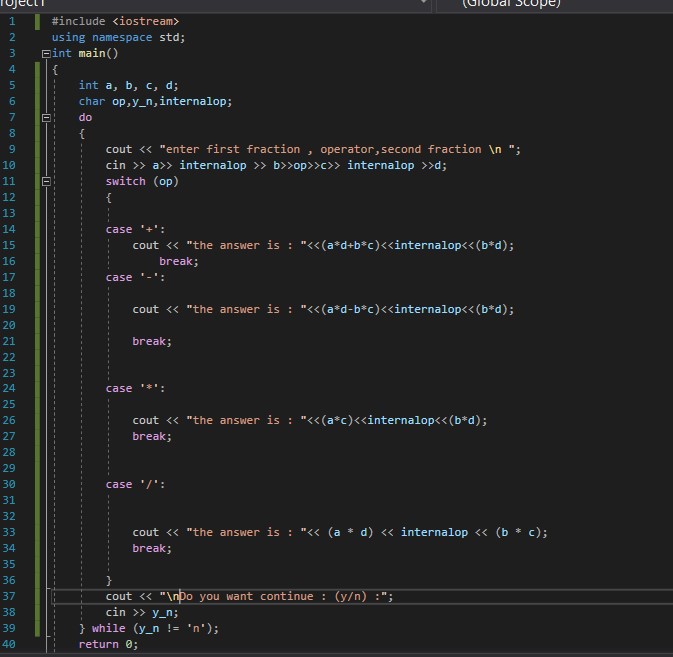 roject1 (Global Scope)
1 #include <iostream>
2 using namespace std;
3 int main()
4 {
5 int a, b, c, d;
6 char op,y_n,internalop;
7 do
8 {
9 cout << "enter first fraction , operator,second fraction \n ";
10 cin >> a>> internalop >> b>>op>>c>> internalop >>d;
11 switch (op)
12 {
13
14 case '+':
15 cout << "the answer is : "<<(a*d+b*c)<<internalop<<(b*d);
16 break;
17 case '-':
18
19 cout << "the answer is : "<<(a*d-b*c)<<internalop<<(b*d);
20
21 break;
22
23
24 case '*':
25
26 cout << "the answer is : "<<(a*c)<<internalop<<(b*d);
27 break;
28
29
30 case '/':
31
32
33 cout << "the answer is : "<< (a * d) << internalop << (b * c);
34 break;
35
36 }
37 cout << "\nDo you want continue : (y/n) :";
38 cin >> y_n;
39 } while (y_n != 'n');
40 return 0;